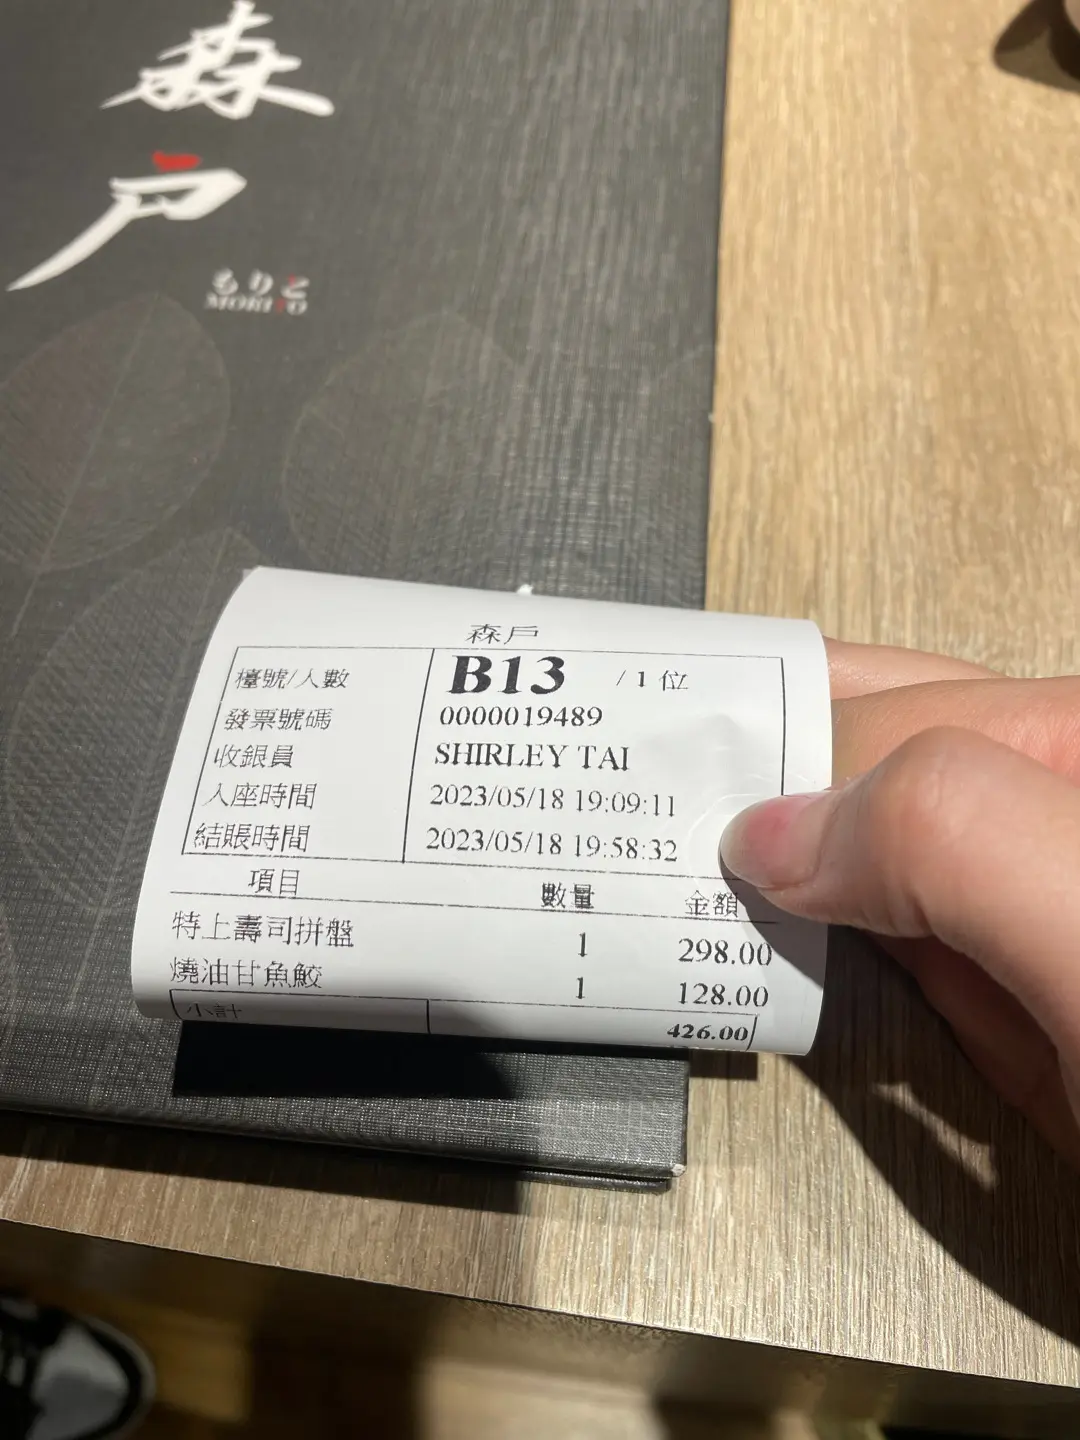 森
戶
もりと
MORITO
森戶
檯號/人數 B13 / 1 位
發票號碼 0000019489
收銀員 SHIRLEY TAI
入座時間 2023/05/18 19:09:11
結賬時間 2023/05/18 19:58:32
項目 數量 金額
特上壽司拼盤 1 298.00
燒油甘魚鮫 1 128.00
小計 426.00